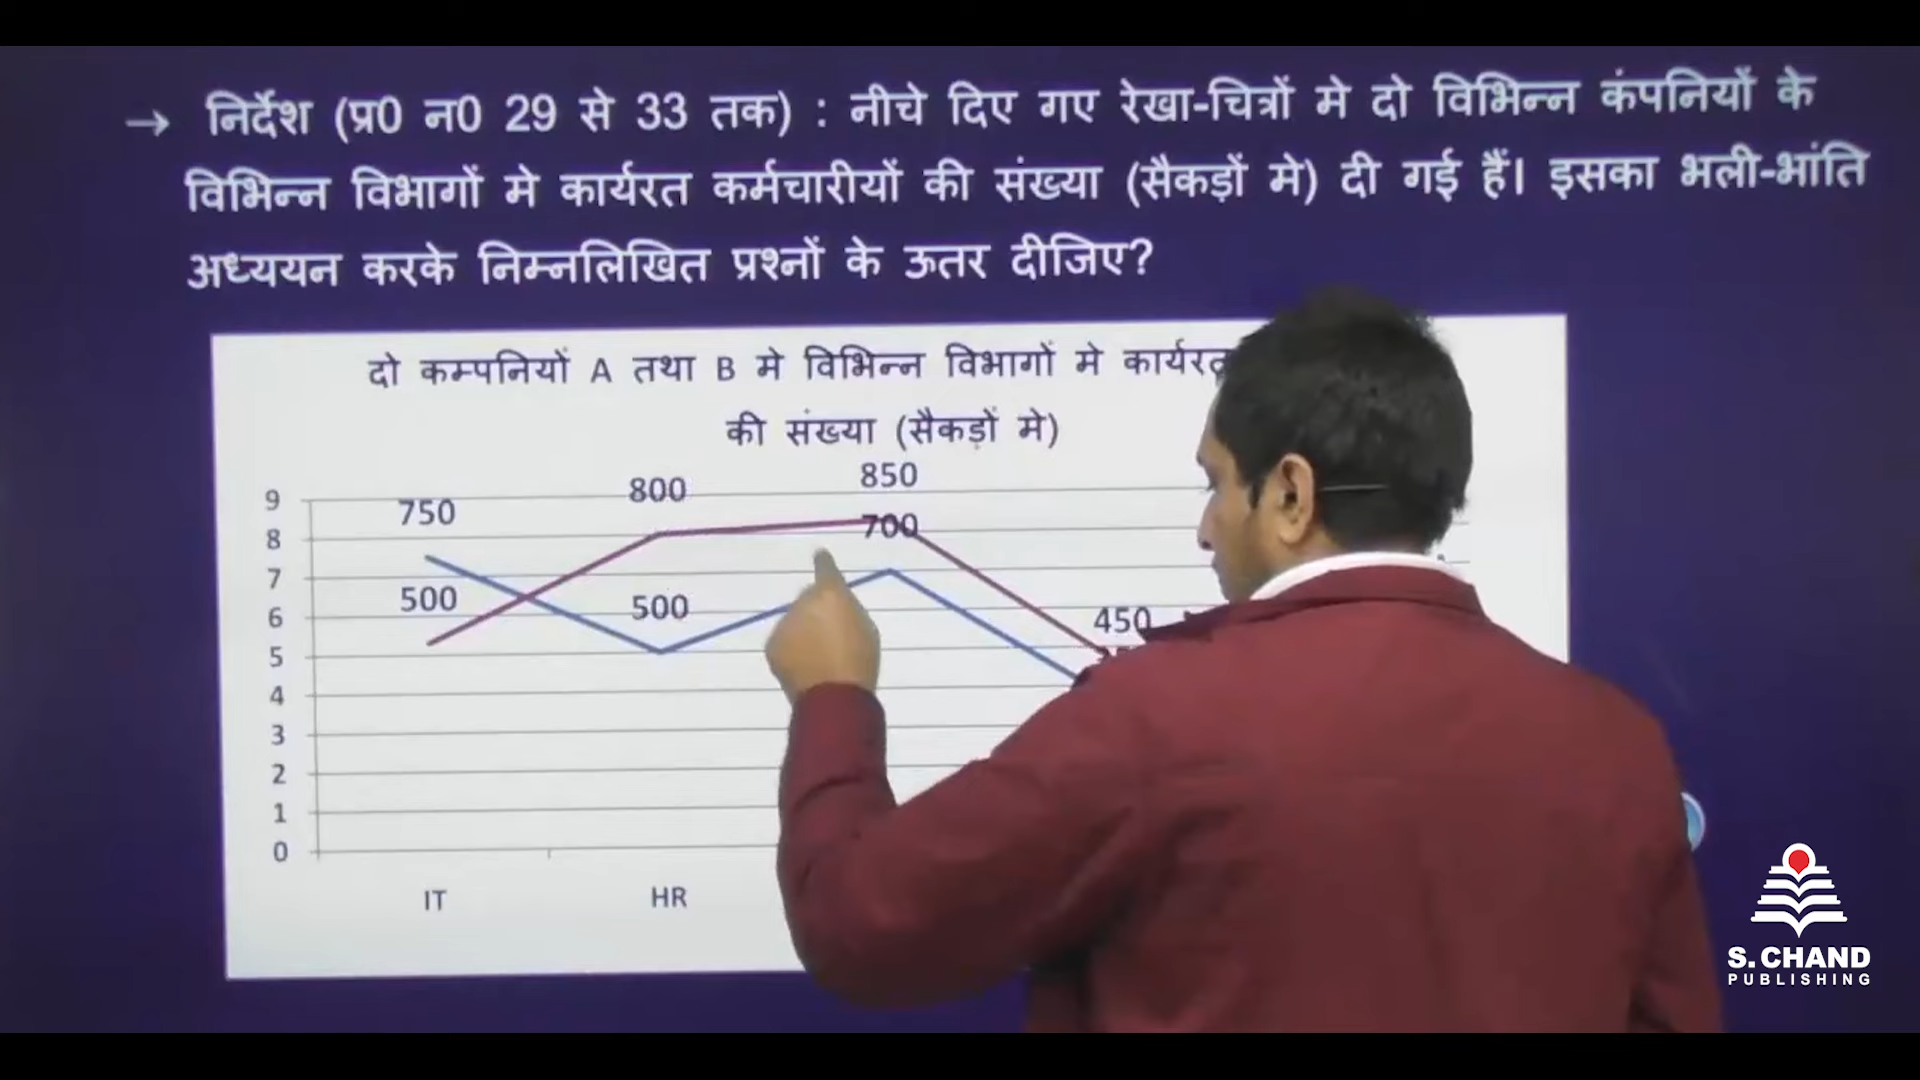 → निर्देश (प्र0 न0 29 से 33 तक) : नीचे दिए गए रेखा-चित्रों मे दो विभिन्न कंपनियों के
विभिन्न विभागों मे कार्यरत कर्मचारीयों की संख्या (सैकड़ों मे) दी गई हैं। इसका भली-भांति
अध्ययन करके निम्नलिखित प्रश्नों के ऊतर दीजिए?
दो कम्पनियों A तथा B मे विभिन्न विभागों मे कार्यरत
की संख्या (सैकड़ों मे)
9
8
7
6
5
4
3
2
1
0
750
800
850
700
500
500
450
IT
HR
S. CHAND
PUBLISHING